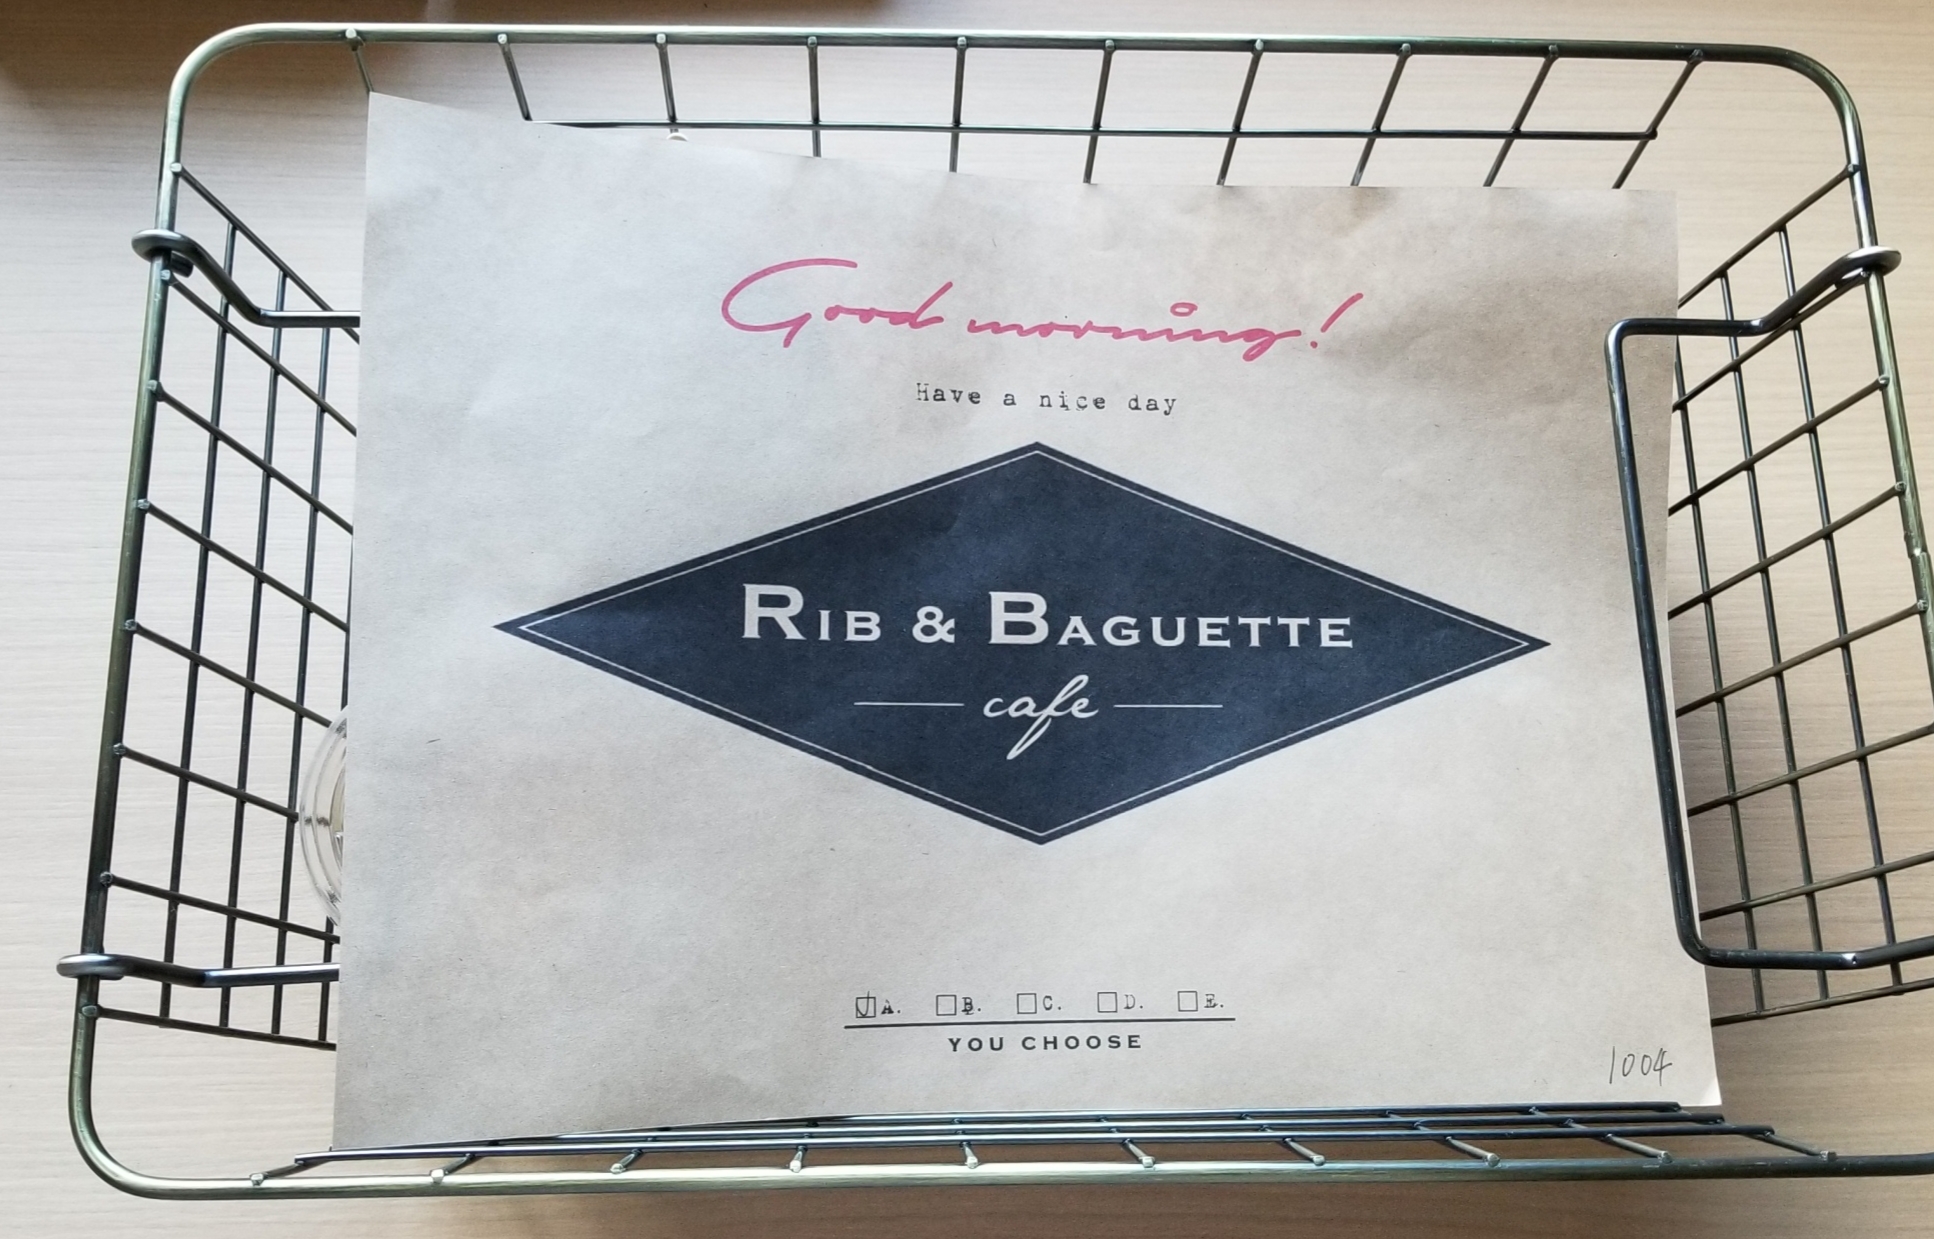 Good morning!
Have a nice day
RIB & BAGUETTE
cafe
A. B. C. D. E.
YOU CHOOSE
1004